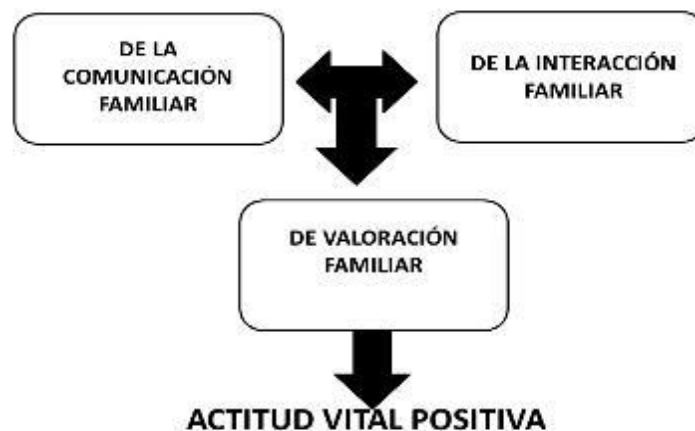 DE LA
COMUNICACIÓN
FAMILIAR
DE LA INTERACCIÓN
FAMILIAR
DE VALORACIÓN
FAMILIAR
ACTITUD VITAL POSITIVA